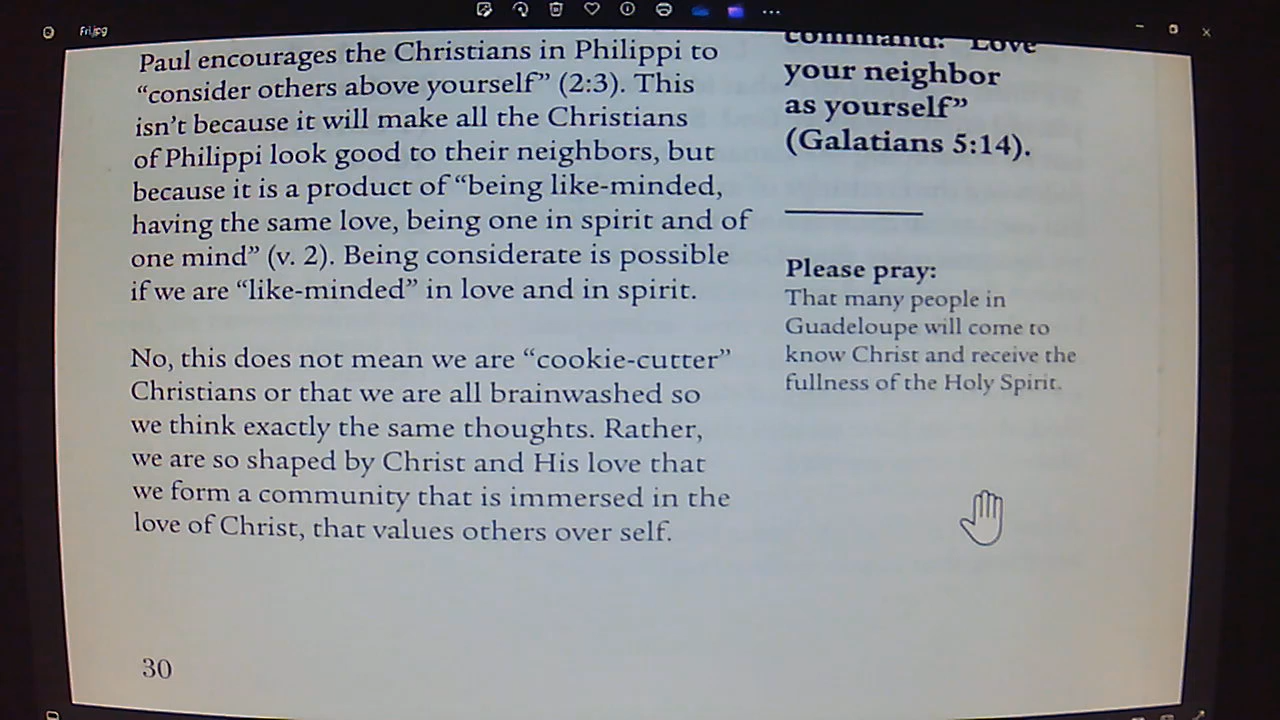 Fri.jpg
Paul encourages the Christians in Philippi to
“consider others above yourself” (2:3). This
isn’t because it will make all the Christians
of Philippi look good to their neighbors, but
because it is a product of “being like-minded,
having the same love, being one in spirit and of
one mind” (v. 2). Being considerate is possible
if we are “like-minded” in love and in spirit.
No, this does not mean we are “cookie-cutter”
Christians or that we are all brainwashed so
we think exactly the same thoughts. Rather,
we are so shaped by Christ and His love that
we form a community that is immersed in the
love of Christ, that values others over self.
30
command: “Love
your neighbor
as yourself”
(Galatians 5:14).
Please pray:
That many people in
Guadeloupe will come to
know Christ and receive the
fullness of the Holy Spirit.